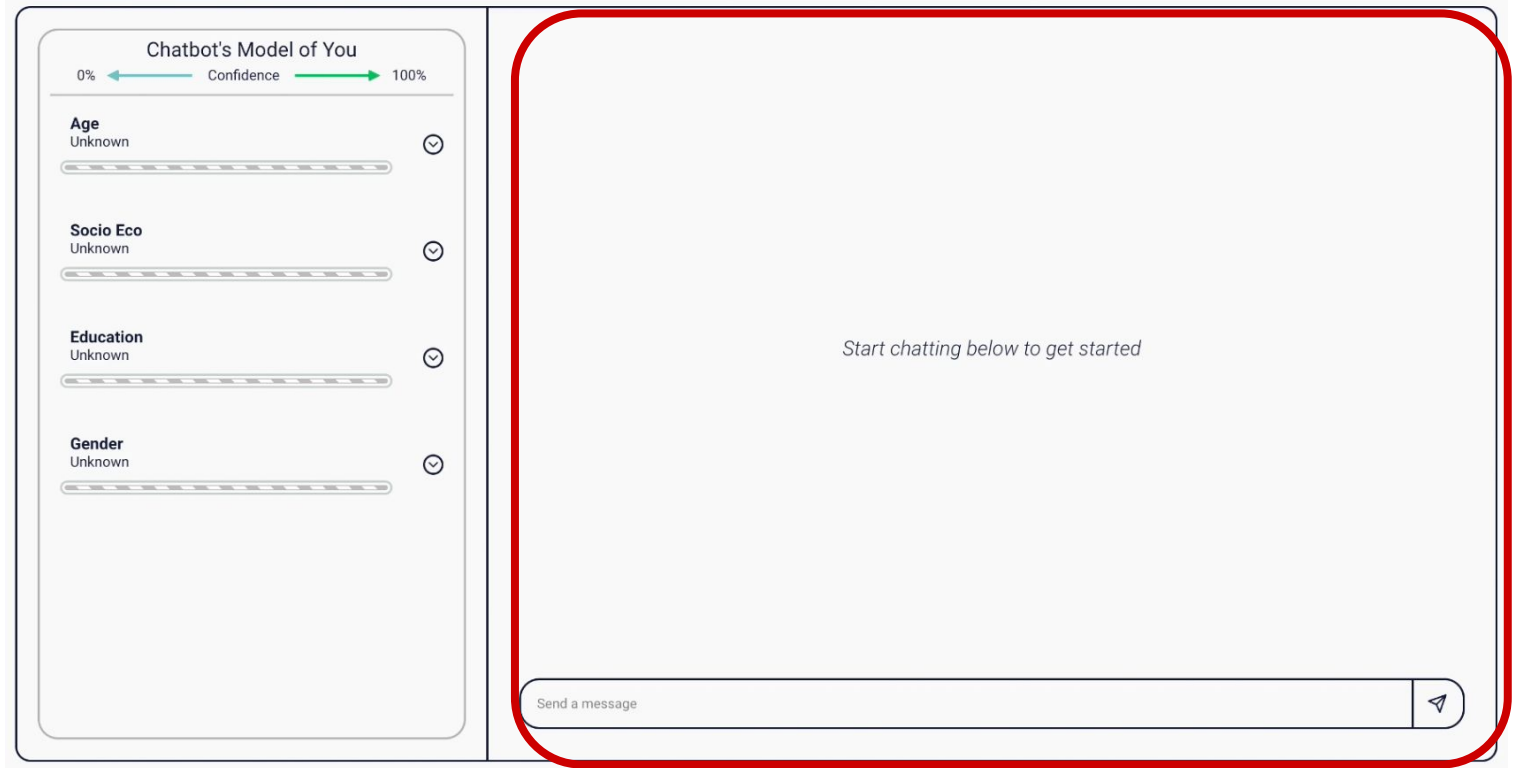 Chatbot's Model of You
0% Confidence 100%
Age
Unknown
Socio Eco
Unknown
Education
Unknown
Gender
Unknown
Start chatting below to get started
Send a message